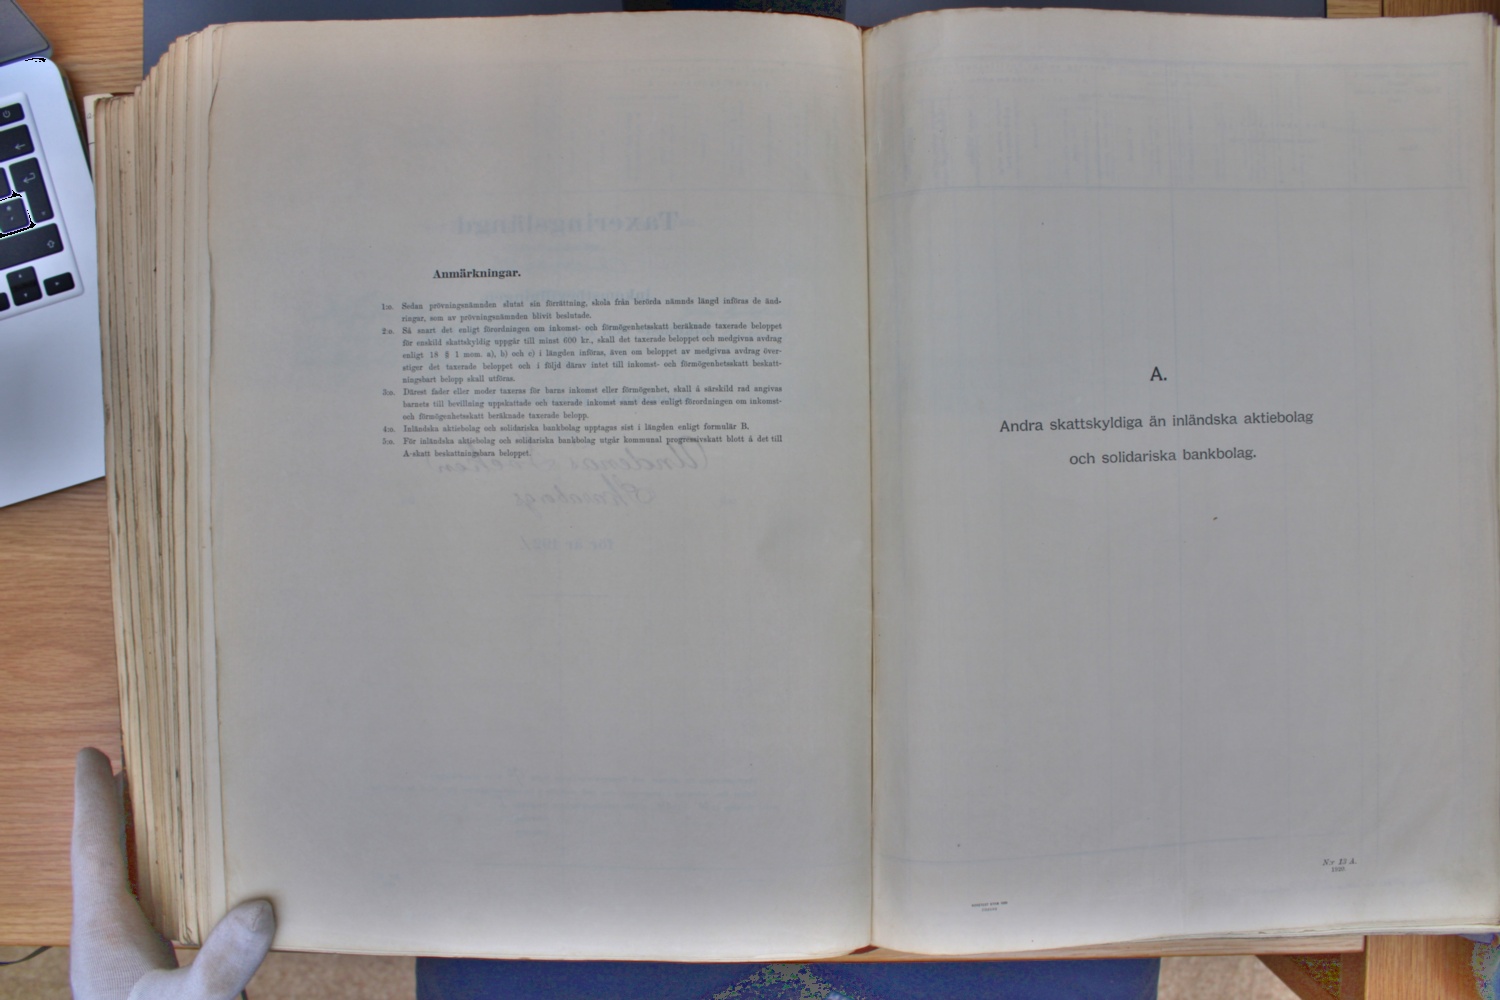 Anmärkningar.
1:o. Sedan prövningsnämnden slutat sin förrättning, skola från berörda nämnds längd införas de änd-
ringar, som av prövningsnämnden blivit beslutade.
2:o. Så snart det enligt förordningen om inkomst- och förmögenhetsskatt beräknade taxerade beloppet
för enskild skattskyldig uppgår till minst 600 kr., skall det taxerade beloppet och medgivna avdrag
enligt 18 § 1 mom. a), b) och c) i längden införas, även om beloppet av medgivna avdrag över-
stiger det taxerade beloppet och i följd därav intet till inkomst- och förmögenhetsskatt beskatt-
ningsbart belopp skall utföras.
3:o. Därest fader eller moder taxeras för barns inkomst eller förmögenhet, skall å särskild rad angivas
barnets till bevillning uppskattade och taxerade inkomst samt dess enligt förordningen om inkomst-
och förmögenhetsskatt beräknade taxerade belopp.
4:o. Inländska aktiebolag och solidariska bankbolag upptagas sist i längden enligt formulär B.
5:o. För inländska aktiebolag och solidariska bankbolag utgår kommunal progressivskatt blott å det till
A-skatt beskattningsbara beloppet.
A.
Andra skattskyldiga än inländska aktiebolag
och solidariska bankbolag.
N:r 13 A.